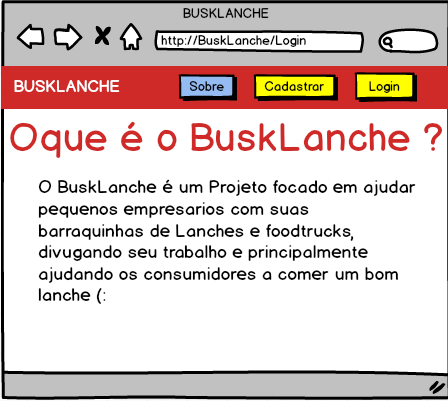 BUSKLANCHE
http://BuskLanche/Login
BUSKLANCHE Sobre Cadastrar Login
Oque é o BuskLanche ?
O BuskLanche é um Projeto focado em ajudar
pequenos empresarios com suas
barraquinhas de Lanches e foodtrucks,
divugando seu trabalho e principalmente
ajudando os consumidores a comer um bom
lanche (: